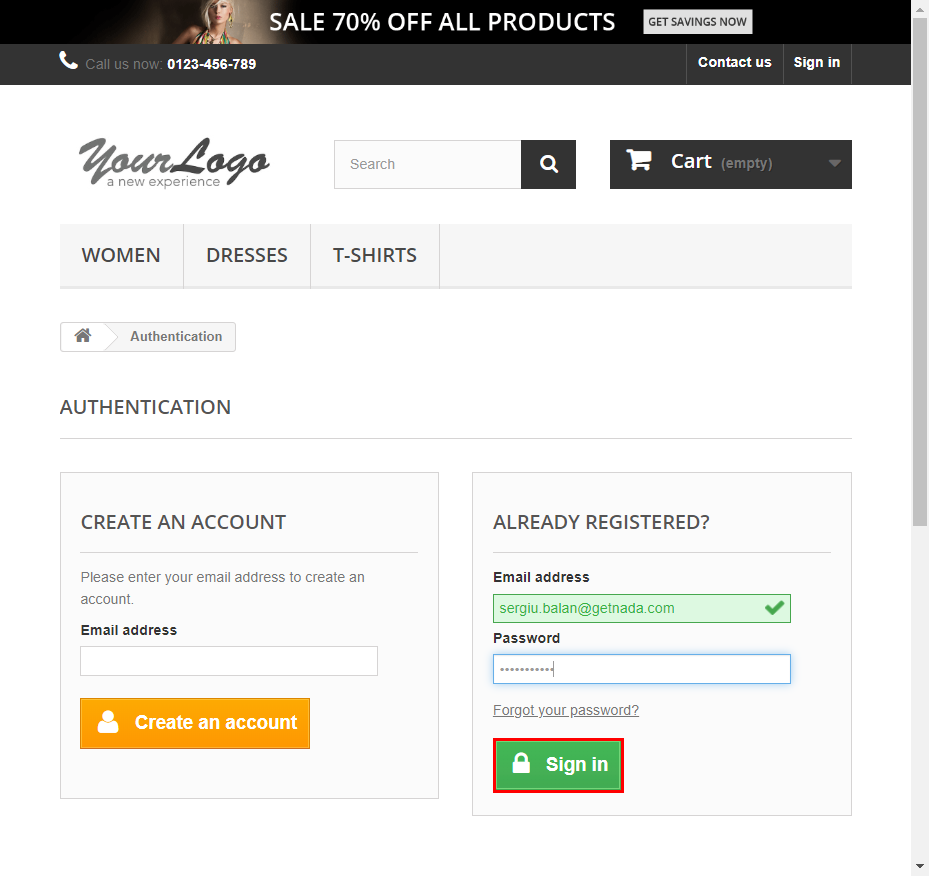 SALE 70% OFF ALL PRODUCTS GET SAVINGS NOW
Call us now: 0123-456-789 Contact us Sign in
YourLogo
a new experience
Search
Cart (empty)
WOMEN DRESSES T-SHIRTS
Authentication
AUTHENTICATION
CREATE AN ACCOUNT
Please enter your email address to create an
account.
Email address
Create an account
ALREADY REGISTERED?
Email address
sergiu.balan@getnada.com
Password
•••••••••••
Forgot your password?
Sign in